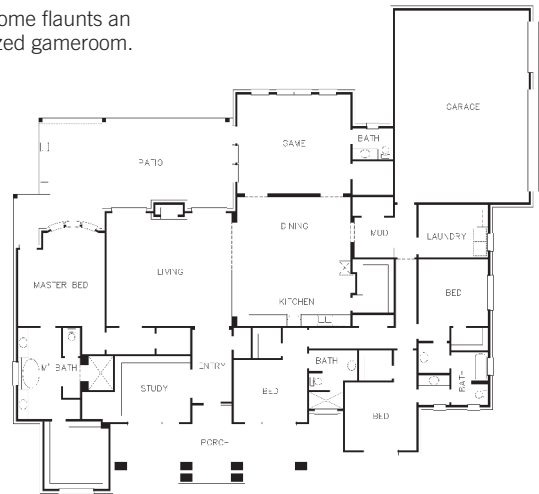 ome flaunts an
zed gameroom.
GARAGE
GAME
BATH
PATIO
DINING
MUD
LAUNDRY
LIVING
MASTER BED
BED
KITCHEN
M BATH
ENTRY
BATH
STUDY
BED
BATH
BED
PORCH